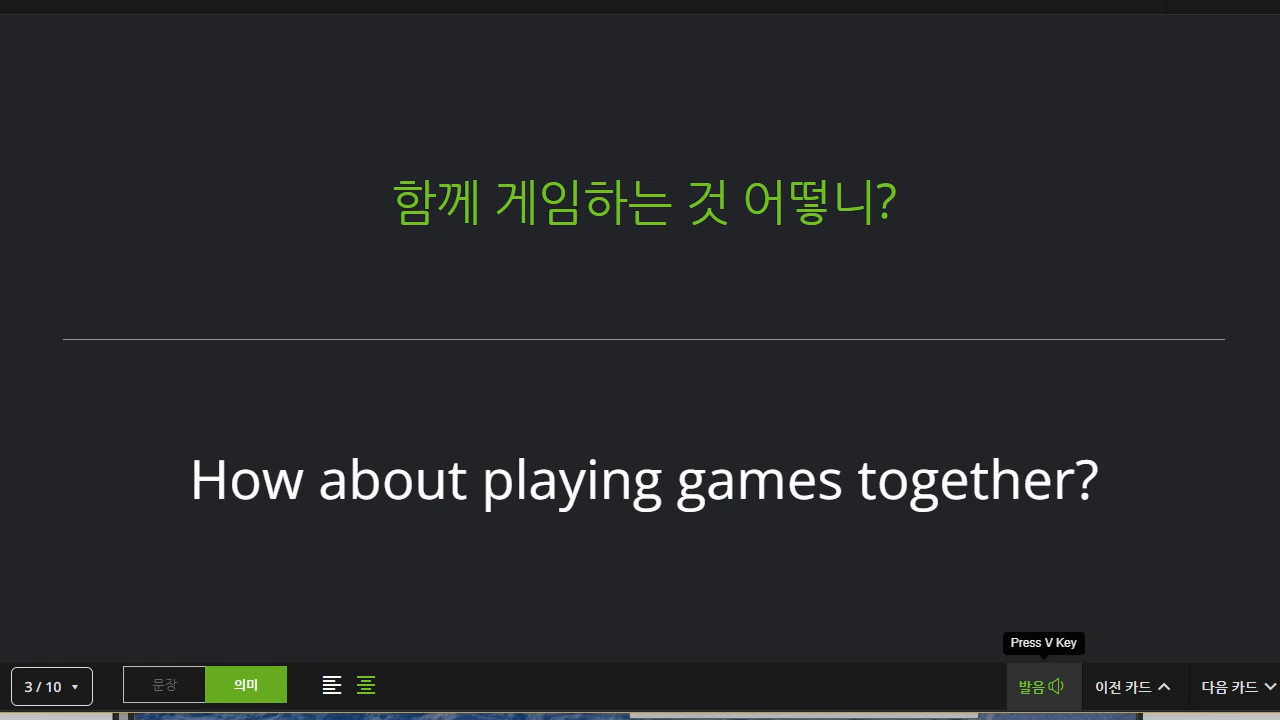 함께 게임하는 것 어떻니?
How about playing games together?
Press V Key
3 / 10
문장
의미
발음
이전 카드
다음 카드